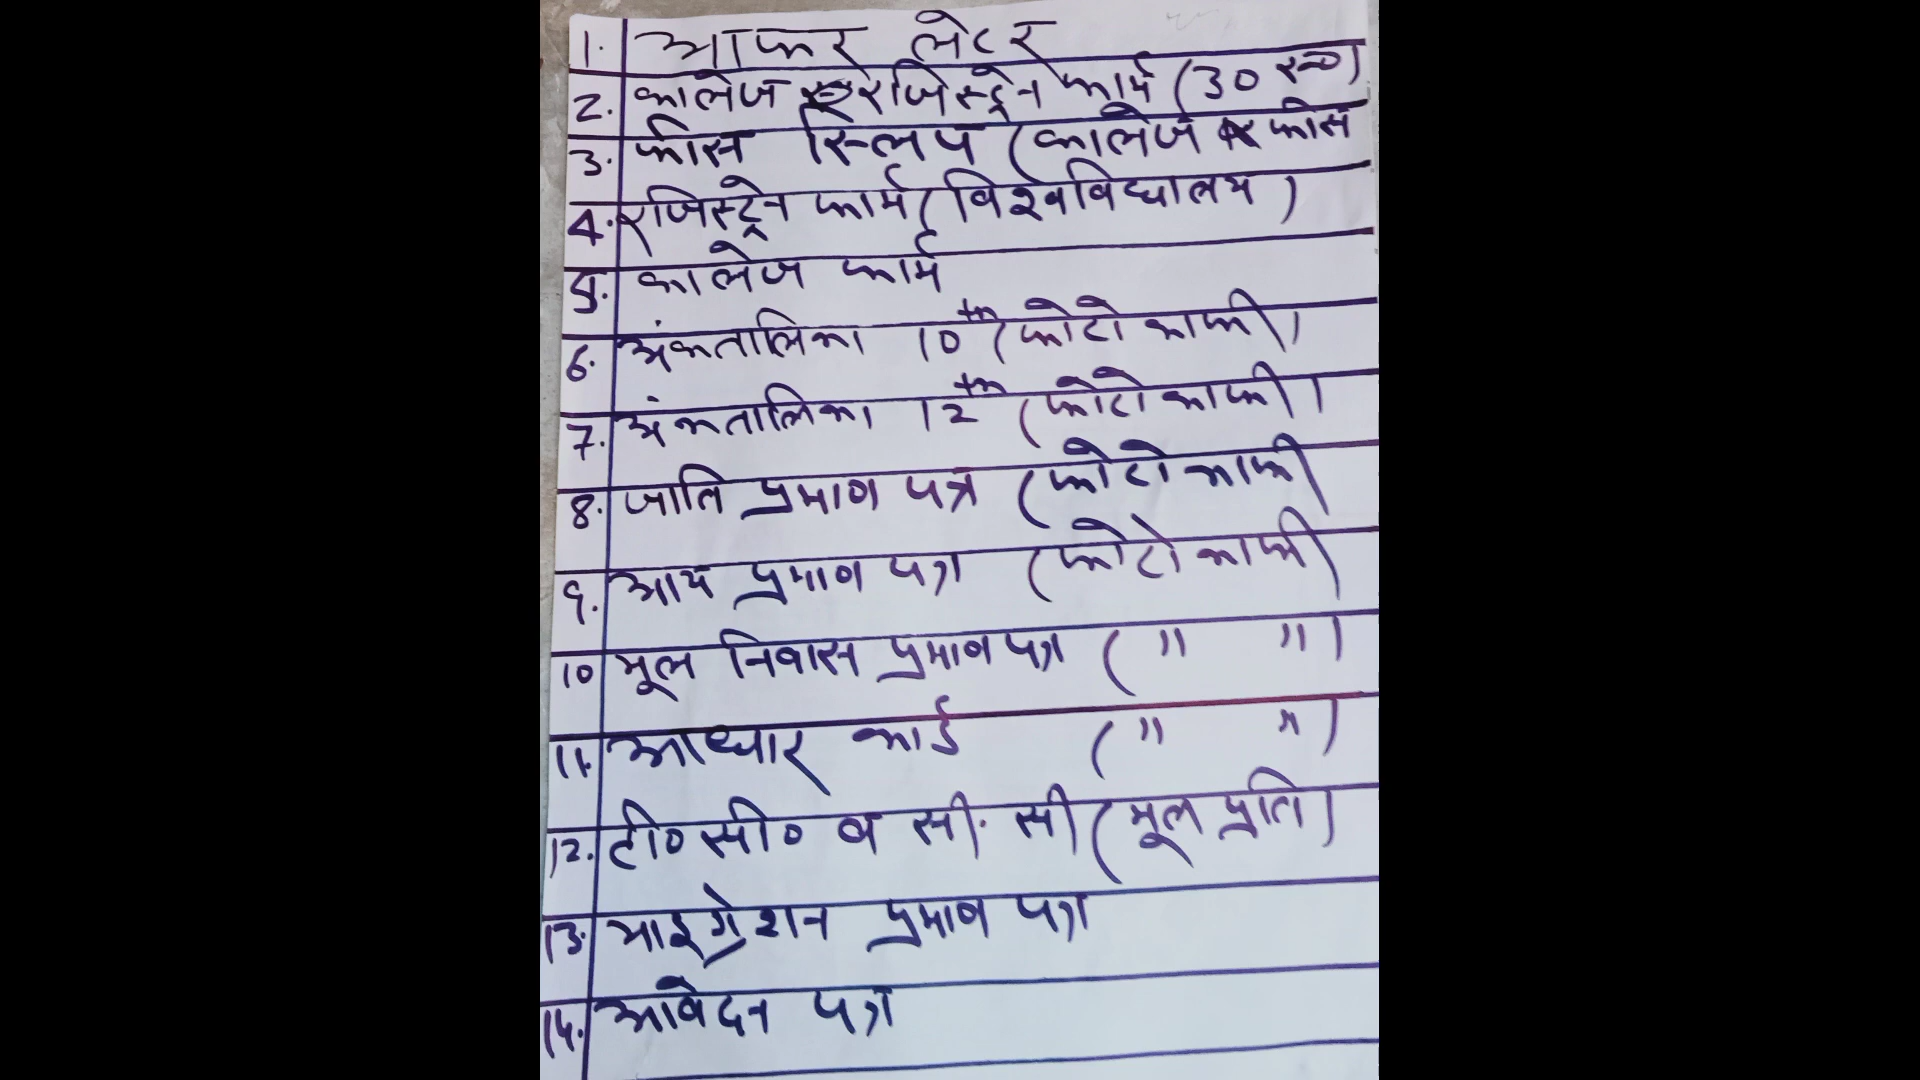 1. आफर लेटर
2. कालेज रजिस्ट्रेन फार्म (30 रु०)
3. फीस स्लिप (कालेज फीस
4. रजिस्ट्रेन फार्म (विश्वविद्यालय)
5. कालेज फार्म
6. अंकतालिका 10th (फोटो काफी)
7. अंकतालिका 12th (फोटो काफी)
8. जाति प्रमाण पत्र (फोटो काफी)
9. आय प्रमाण पत्र (फोटो काफी)
10 मूल निवास प्रमाण पत्र ( " " )
11. आधार कार्ड ( " " )
12. टी० सी० व सी. सी (मूल प्रति)
13. माइग्रेशन प्रमाण पत्र
14. आवेदन पत्र